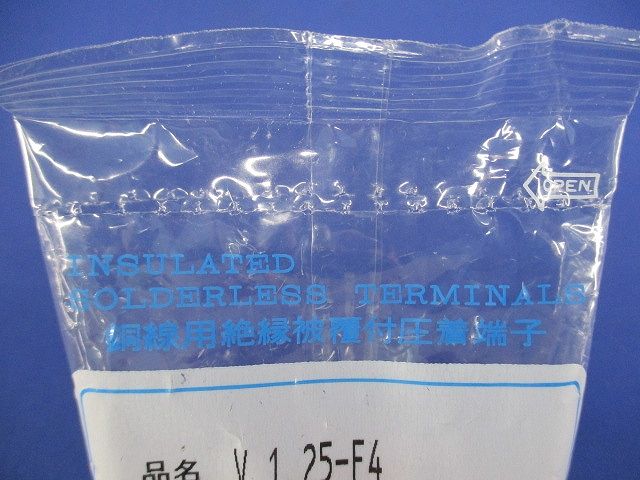 OPEN
INSULATED
SOLDERLESS TERMINALS
銅線用絶縁被覆付圧着端子
品名 V 1.25-F4